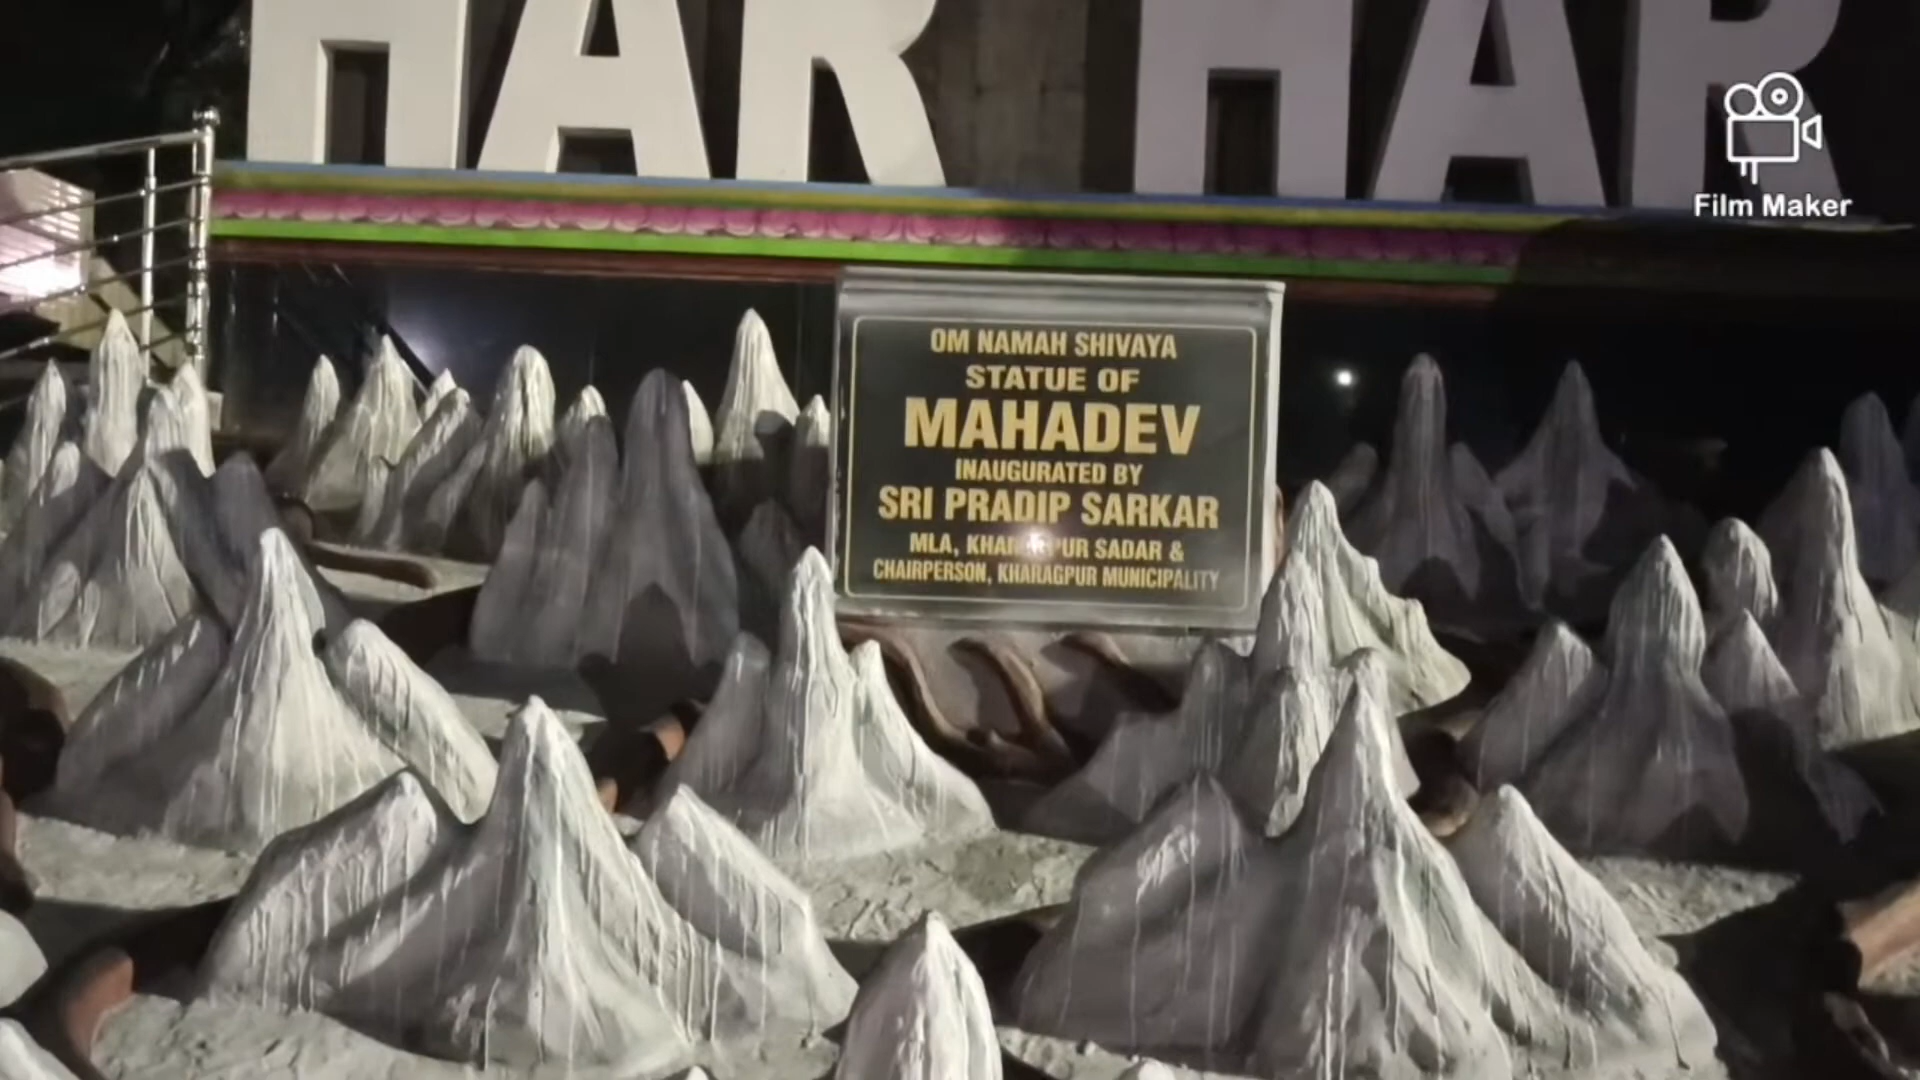 HAR HAR
Film Maker
OM NAMAH SHIVAYA
STATUE OF
MAHADEV
INAUGURATED BY
SRI PRADIP SARKAR
MLA, KHARAGPUR SADAR &
CHAIRPERSON, KHARAGPUR MUNICIPALITY